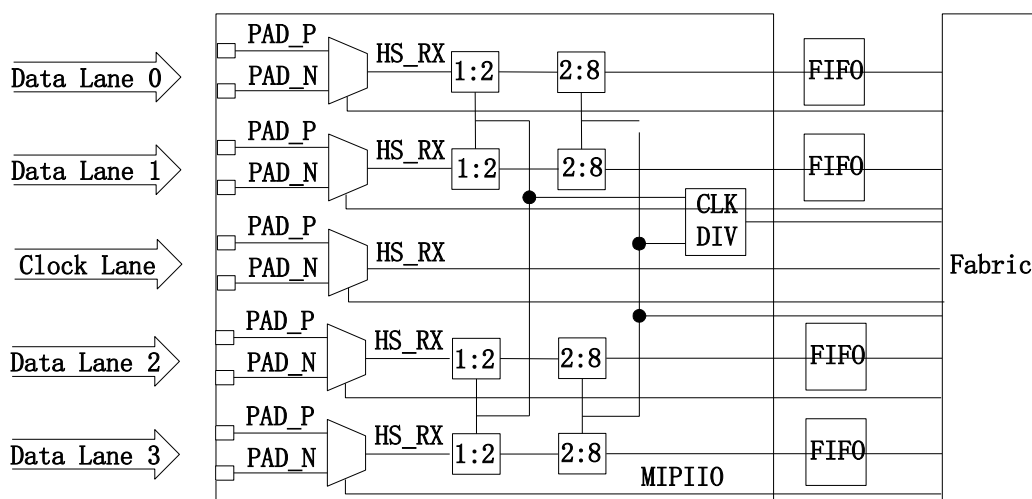 PAD_P
Data Lane 0
PAD_N
HS_RX
1:2
2:8
FIFO
PAD_P
Data Lane 1
PAD_N
HS_RX
1:2
2:8
FIFO
CLK
DIV
PAD_P
Clock Lane
PAD_N
HS_RX
Fabric
PAD_P
Data Lane 2
PAD_N
HS_RX
1:2
2:8
FIFO
PAD_P
Data Lane 3
PAD_N
HS_RX
1:2
2:8
FIFO
MIPIIO